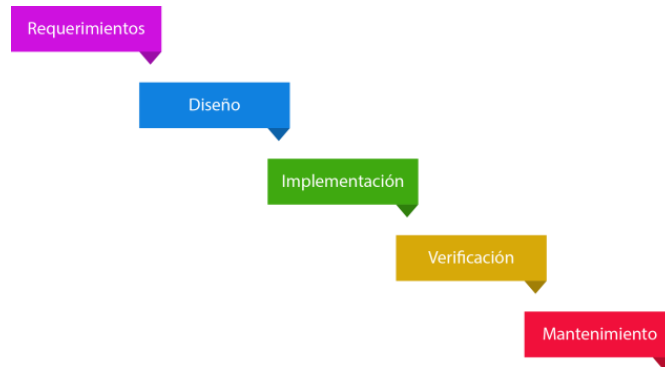 Requerimientos
Diseño
Implementación
Verificación
Mantenimiento